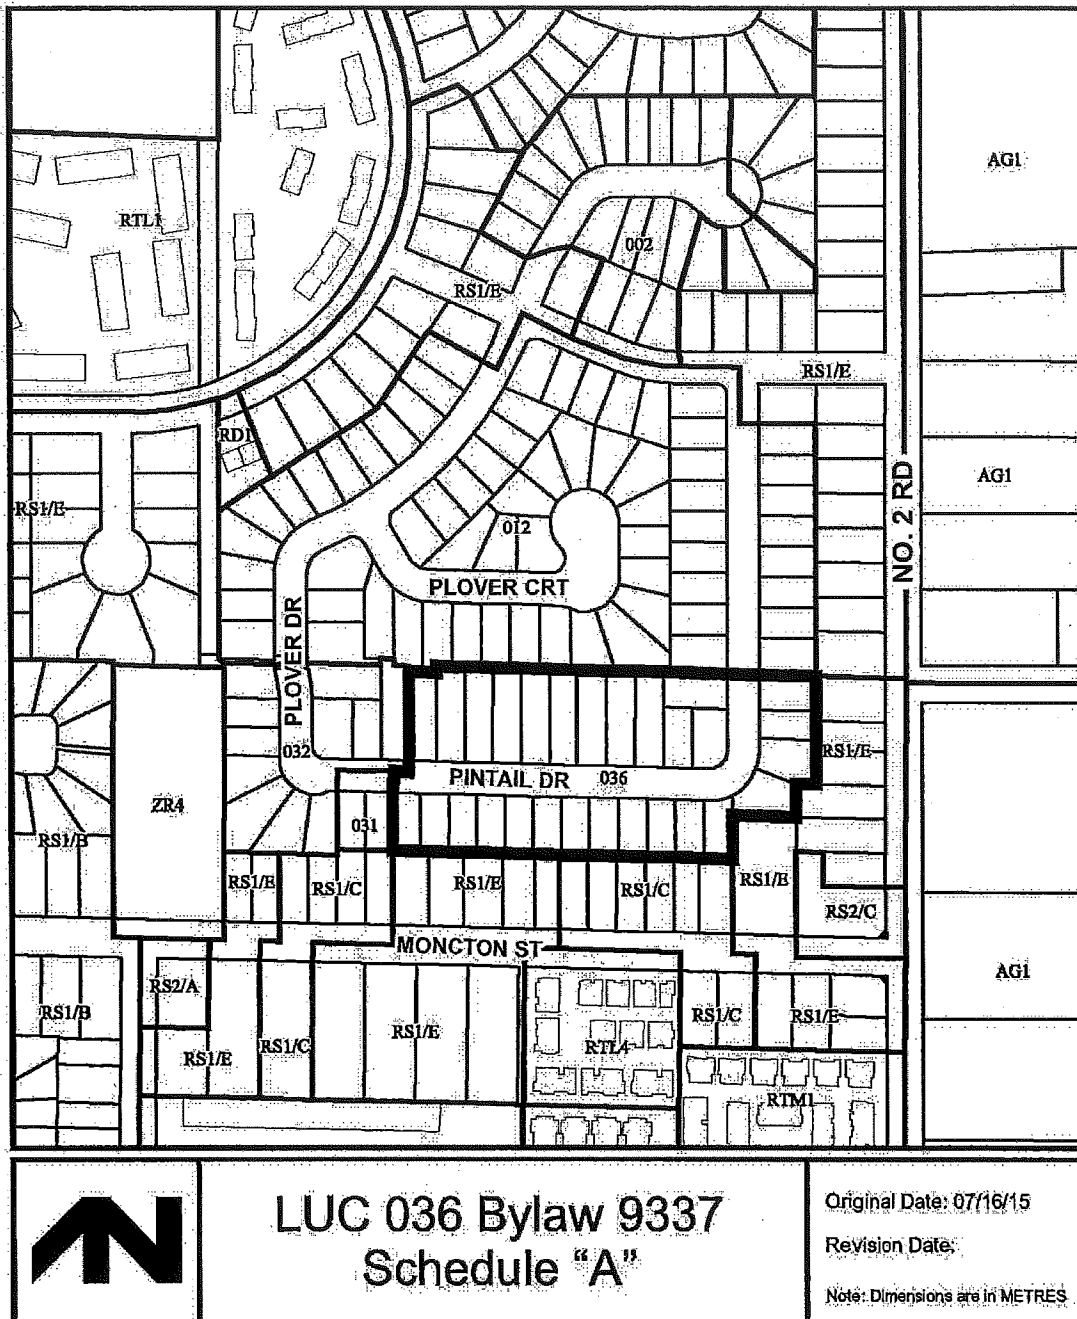 AG1
RTL1
002
RS1/E
RS1/E
RD1
AG1
RS1/E
012
NO. 2 RD
PLOVER CRT
PLOVER DR
032
RS1/E
PINTAIL DR
036
ZR4
031
RS1/B
RS1/E
RS1/C
RS1/E
RS1/C
RS1/E
RS2/C
MONCTON ST
AG1
RS2/A
RS1/B
RS1/E
RS1/C
RS1/E
RS1/C
RS1/E
RTL4
RTM1
LUC 036 Bylaw 9337
Schedule "A"
Original Date: 07/16/15
Revision Date:
Note: Dimensions are in METRES